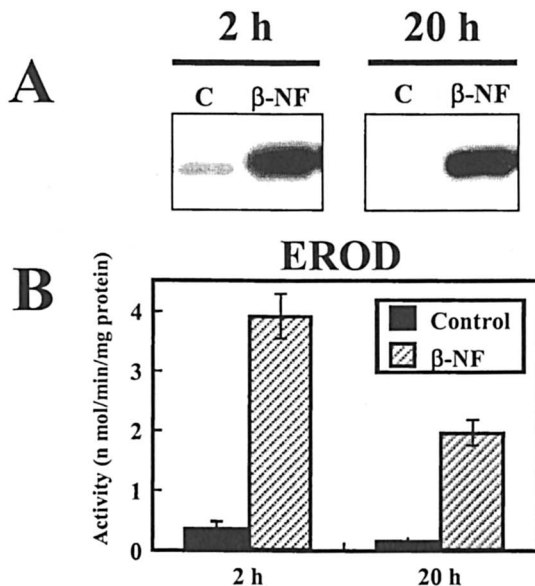 2 h 20 h
A
C β-NF C β-NF
B
EROD
Activity (n mol/min/mg protein)
4
3
2
1
0
Control
β-NF
2 h 20 h